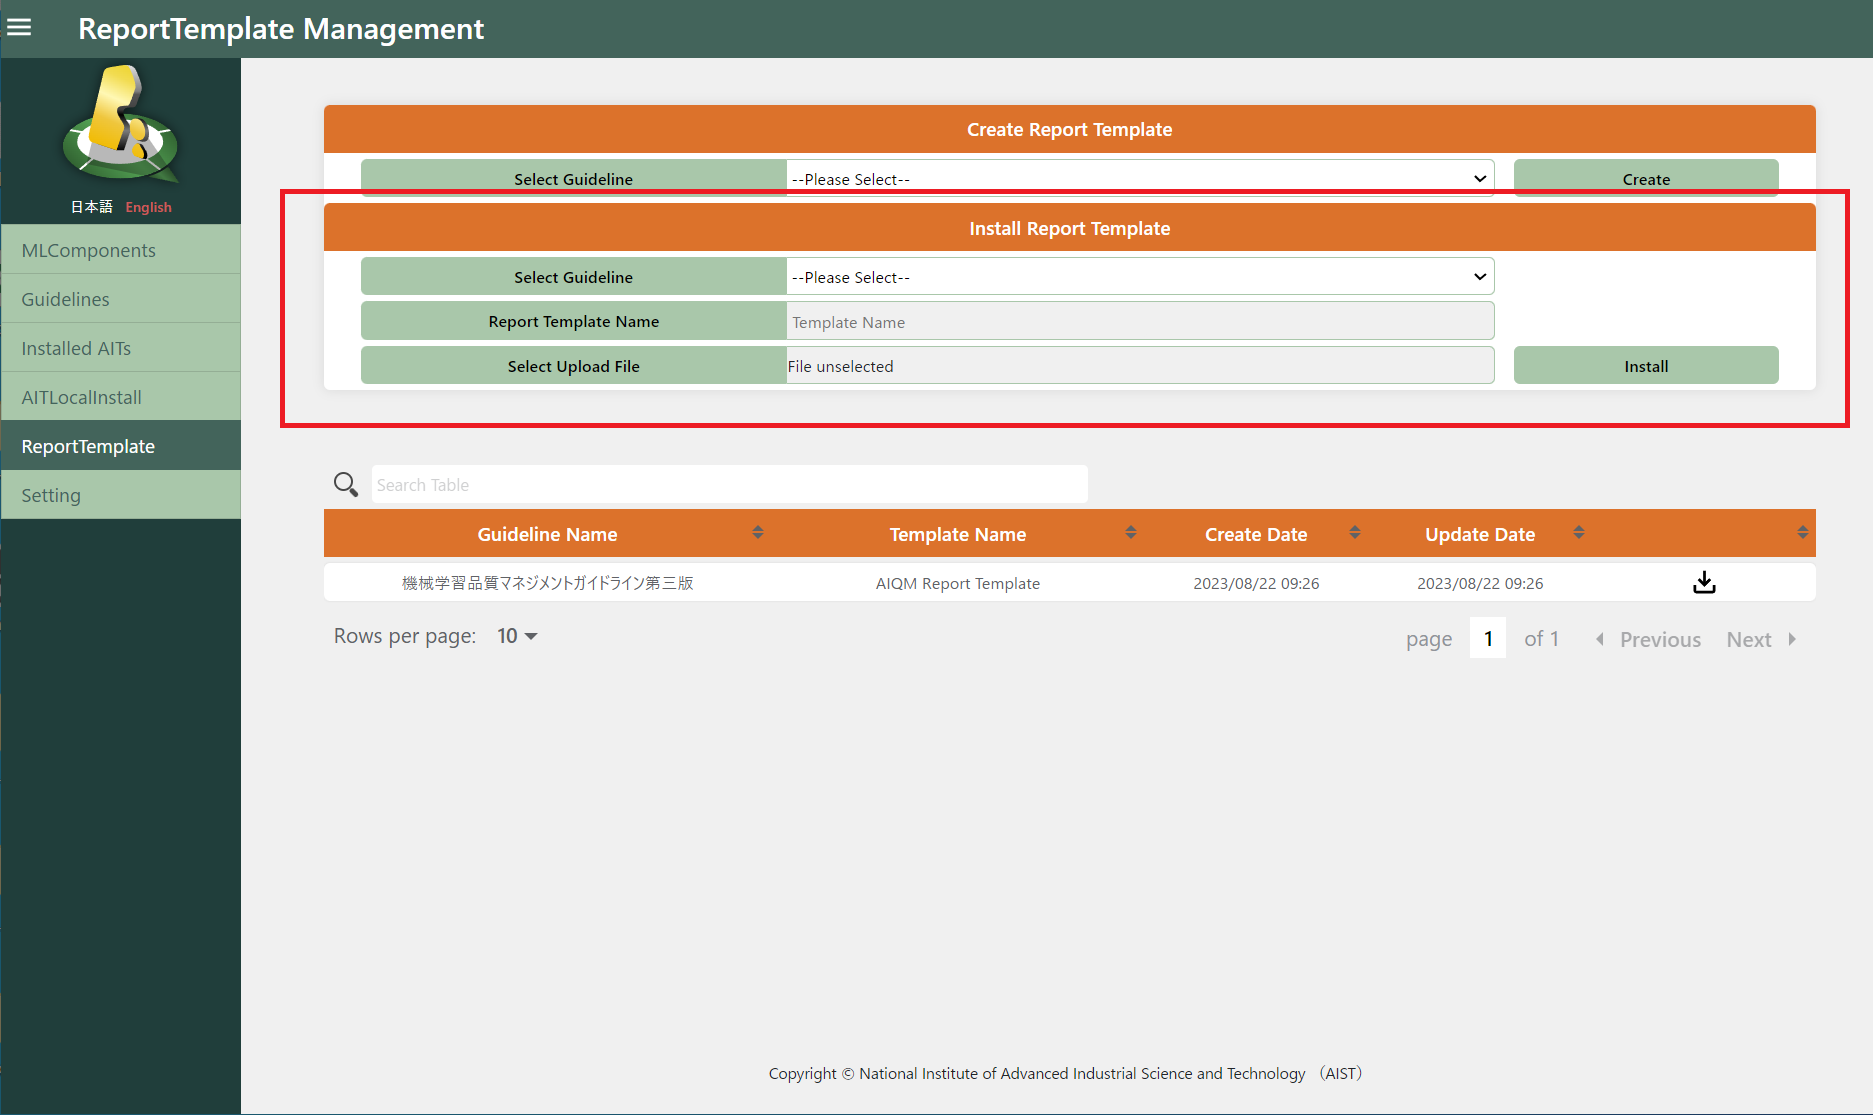 ReportTemplate Management
日本語 English
MLComponents
Guidelines
Installed AITs
AITLocalInstall
ReportTemplate
Setting
Create Report Template
Select Guideline --Please Select-- Create
Install Report Template
Select Guideline --Please Select--
Report Template Name Template Name
Select Upload File File unselected Install
Search Table
Guideline Name Template Name Create Date Update Date
機械学習品質マネジメントガイドライン第三版 AIQM Report Template 2023/08/22 09:26 2023/08/22 09:26
Rows per page: 10 page 1 of 1 Previous Next
Copyright © National Institute of Advanced Industrial Science and Technology （AIST）